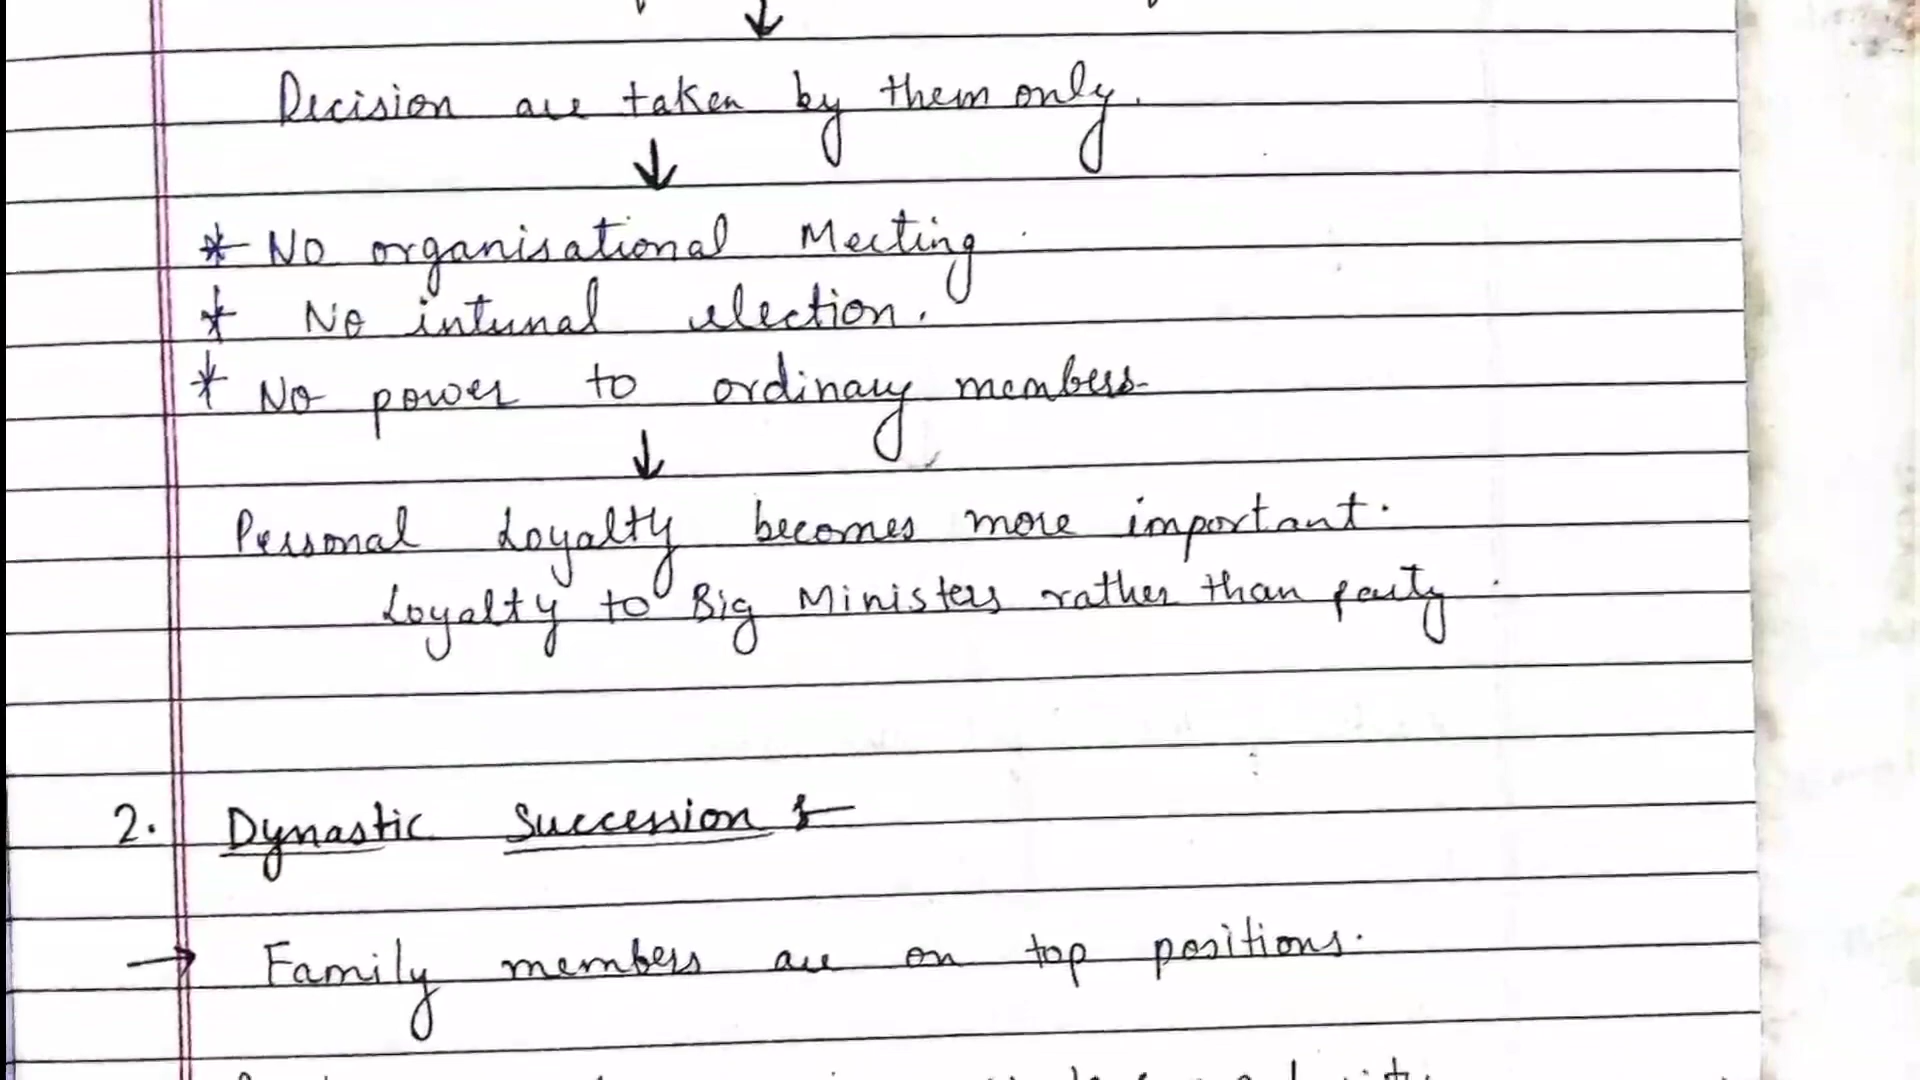 ↓
Decision are taken by them only.
↓
* No organisational Meeting.
* No internal election.
* No power to ordinary members
↓
Personal Loyalty becomes more important.
Loyalty to Big Ministers rather than party.
2. Dynastic Succession :-
→ Family members are on top positions.